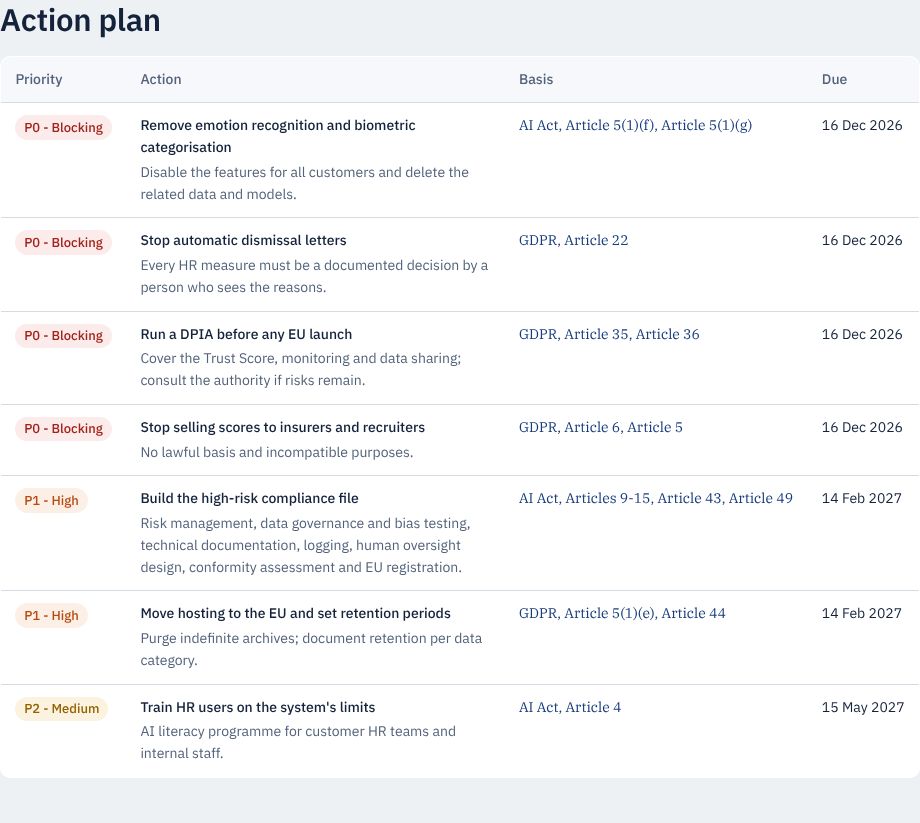 Action plan
Priority Action Basis Due
P0 - Blocking Remove emotion recognition and biometric AI Act, Article 5(1)(f), Article 5(1)(g) 16 Dec 2026
categorisation
Disable the features for all customers and delete the
related data and models.
P0 - Blocking Stop automatic dismissal letters GDPR, Article 22 16 Dec 2026
Every HR measure must be a documented decision by a
person who sees the reasons.
P0 - Blocking Run a DPIA before any EU launch GDPR, Article 35, Article 36 16 Dec 2026
Cover the Trust Score, monitoring and data sharing;
consult the authority if risks remain.
P0 - Blocking Stop selling scores to insurers and recruiters GDPR, Article 6, Article 5 16 Dec 2026
No lawful basis and incompatible purposes.
P1 - High Build the high-risk compliance file AI Act, Articles 9-15, Article 43, Article 49 14 Feb 2027
Risk management, data governance and bias testing,
technical documentation, logging, human oversight
design, conformity assessment and EU registration.
P1 - High Move hosting to the EU and set retention periods GDPR, Article 5(1)(e), Article 44 14 Feb 2027
Purge indefinite archives; document retention per data
category.
P2 - Medium Train HR users on the system's limits AI Act, Article 4 15 May 2027
AI literacy programme for customer HR teams and
internal staff.